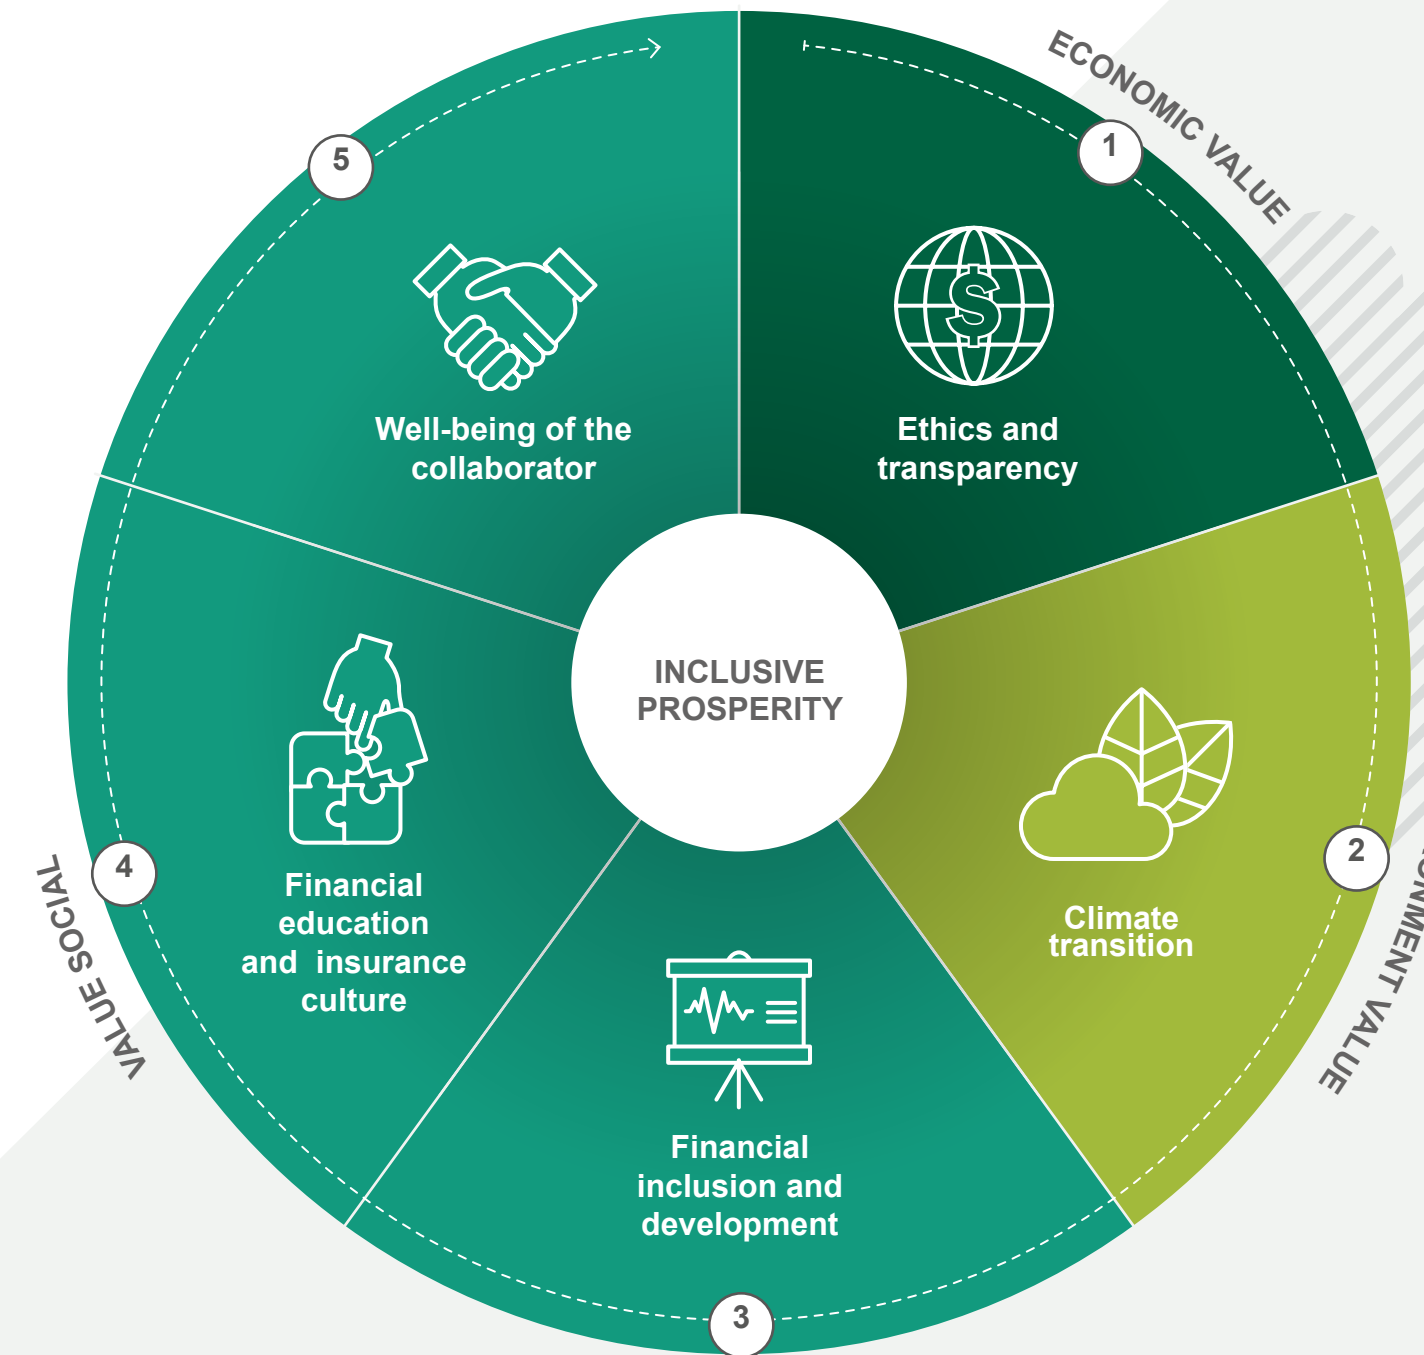 ECONOMIC VALUE
1
Ethics and
transparency
2
Climate
transition
ONMENT VALUE
3
Financial
inclusion and
development
4
Financial
education
and insurance
culture
VALUE SOCIAL
5
Well-being of the
collaborator
INCLUSIVE
PROSPERITY
$